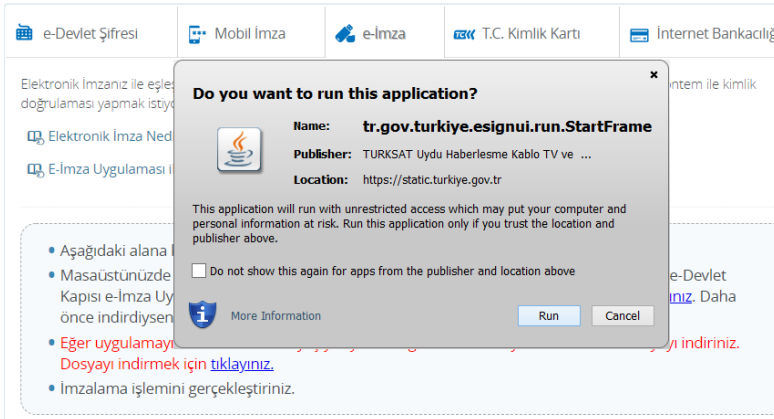 e-Devlet Şifresi
Mobil İmza
e-İmza
T.C. Kimlik Kartı
İnternet Bankacılığ
Elektronik İmzanız ile eşleş
öntem ile kimlik
doğrulaması yapmak istiyo
Elektronik İmza Ned
E-İmza Uygulaması i
Do you want to run this application?
Name: tr.gov.turkiye.esignui.run.StartFrame
Publisher: TURKSAT Uydu Haberlesme Kablo TV ve ...
Location: https://static.turkiye.gov.tr
This application will run with unrestricted access which may put your computer and
personal information at risk. Run this application only if you trust the location and
publisher above.
Do not show this again for apps from the publisher and location above
More Information
Run
Cancel
• Aşağıdaki alana
• Masaüstünüzde
e-Devlet
Kapısı e-İmza Uy
ınız. Daha
önce indirdiysen
• Eğer uygulamayı
yı indiriniz.
Dosyayı indirmek için tıklayınız.
• İmzalama işlemini gerçekleştiriniz.